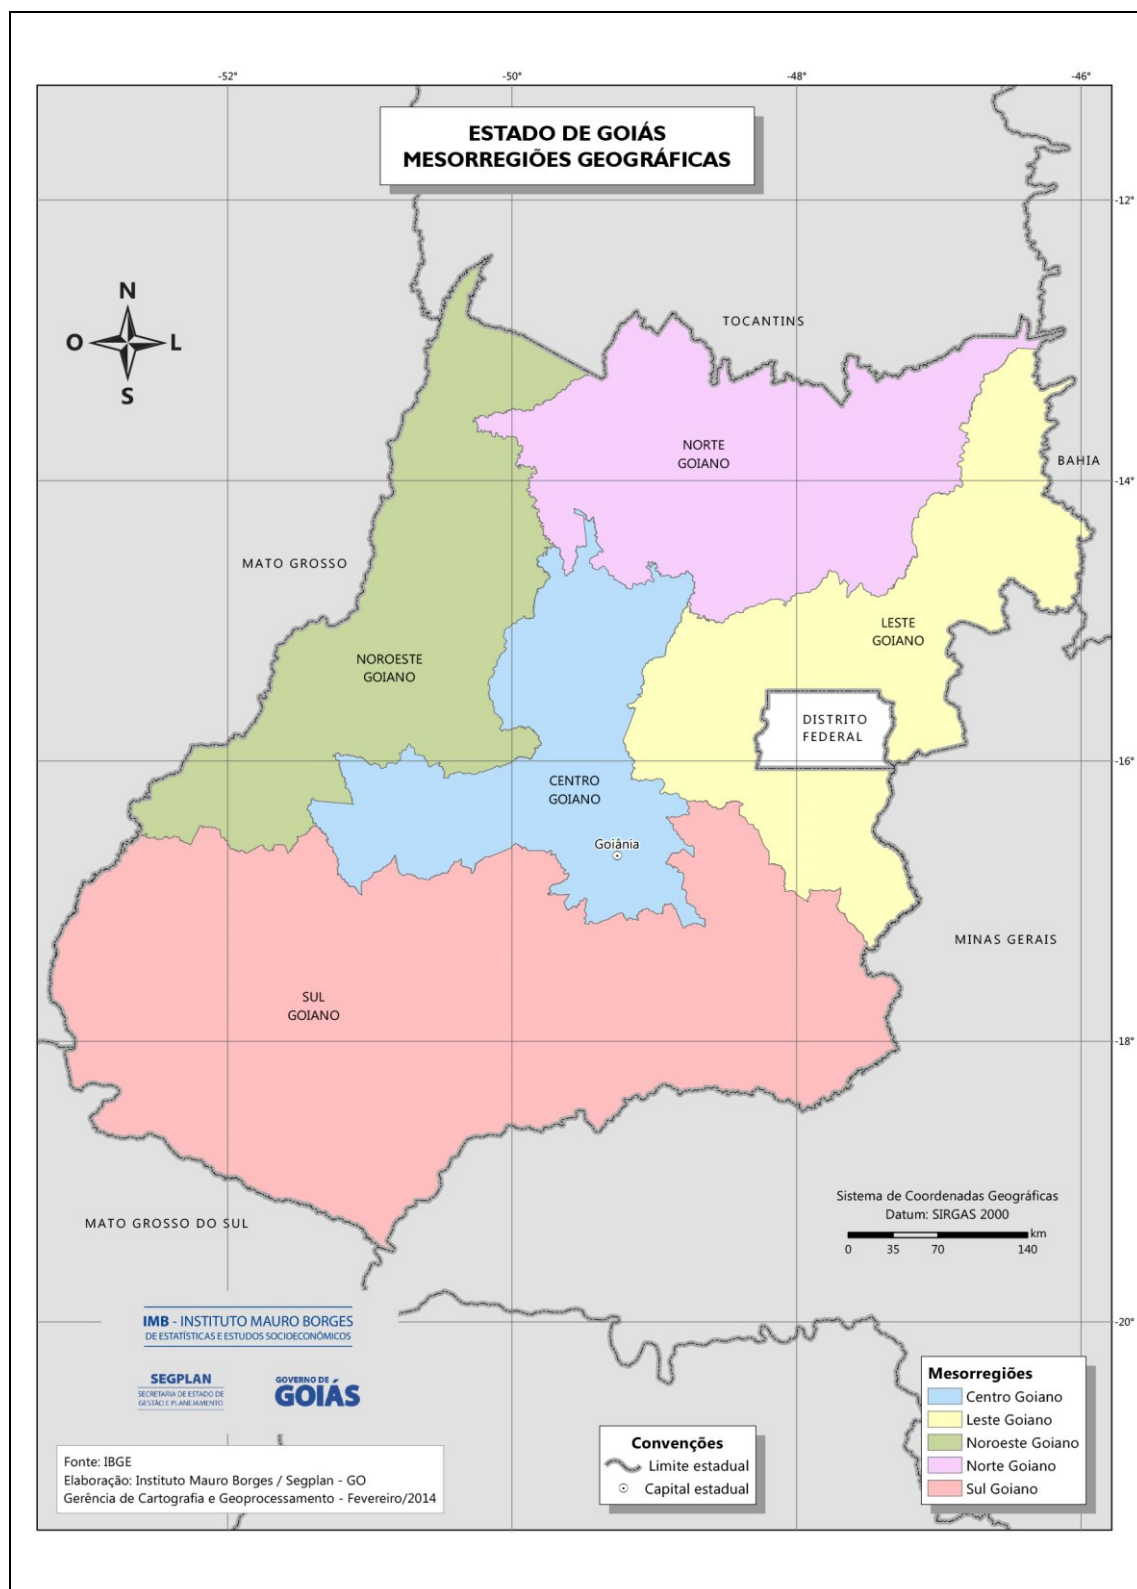 -52°
-50°
-48°
-46°
ESTADO DE GOIÁS
MESORREGIÕES GEOGRÁFICAS
-12°
N
O
L
S
TOCANTINS
NORTE
GOIANO
BAHIA
-14°
MATO GROSSO
LESTE
GOIANO
NOROESTE
GOIANO
DISTRITO
FEDERAL
-16°
CENTRO
GOIANO
Goiânia
MINAS GERAIS
SUL
GOIANO
-18°
Sistema de Coordenadas Geográficas
Datum: SIRGAS 2000
MATO GROSSO DO SUL
km
0 35 70 140
IMB - INSTITUTO MAURO BORGES
DE ESTATÍSTICAS E ESTUDOS SOCIOECONÔMICOS
-20°
SEGPLAN
SECRETARIA DE ESTADO DE
GESTÃO E PLANEJAMENTO
GOVERNO DE
GOIÁS
Mesorregiões
Centro Goiano
Leste Goiano
Noroeste Goiano
Norte Goiano
Sul Goiano
Convenções
Limite estadual
Capital estadual
Fonte: IBGE
Elaboração: Instituto Mauro Borges / Segplan - GO
Gerência de Cartografia e Geoprocessamento - Fevereiro/2014